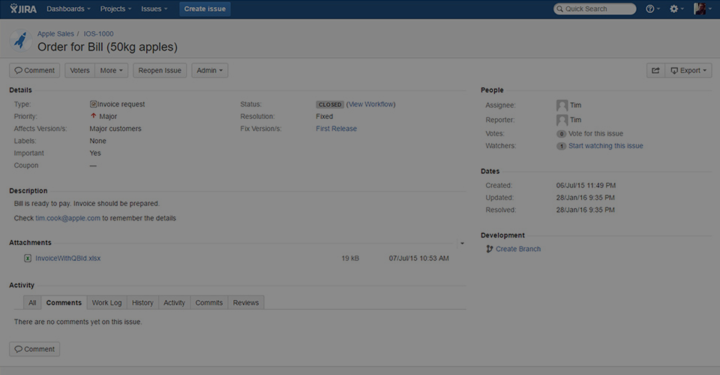 JIRA Dashboards Projects Issues Create issue Quick Search
Apple Sales / IOS-1000
Order for Bill (50kg apples)
Comment Voters More Reopen Issue Admin Export
Details
Type: Invoice request
Priority: Major
Affects Version/s: Major customers
Labels: None
Important Yes
Coupon —
Status: CLOSED (View Workflow)
Resolution: Fixed
Fix Version/s: First Release
Description
Bill is ready to pay. Invoice should be prepared.
Check tim.cook@apple.com to remember the details
Attachments
InvoiceWithQBid.xlsx 19 kB 07/Jul/15 10:53 AM
Activity
All Comments Work Log History Activity Commits Reviews
There are no comments yet on this issue.
Comment
People
Assignee: Tim
Reporter: Tim
Votes: 0 Vote for this issue
Watchers: 1 Start watching this issue
Dates
Created: 06/Jul/15 11:49 PM
Updated: 28/Jan/16 9:35 PM
Resolved: 28/Jan/16 9:35 PM
Development
Create Branch